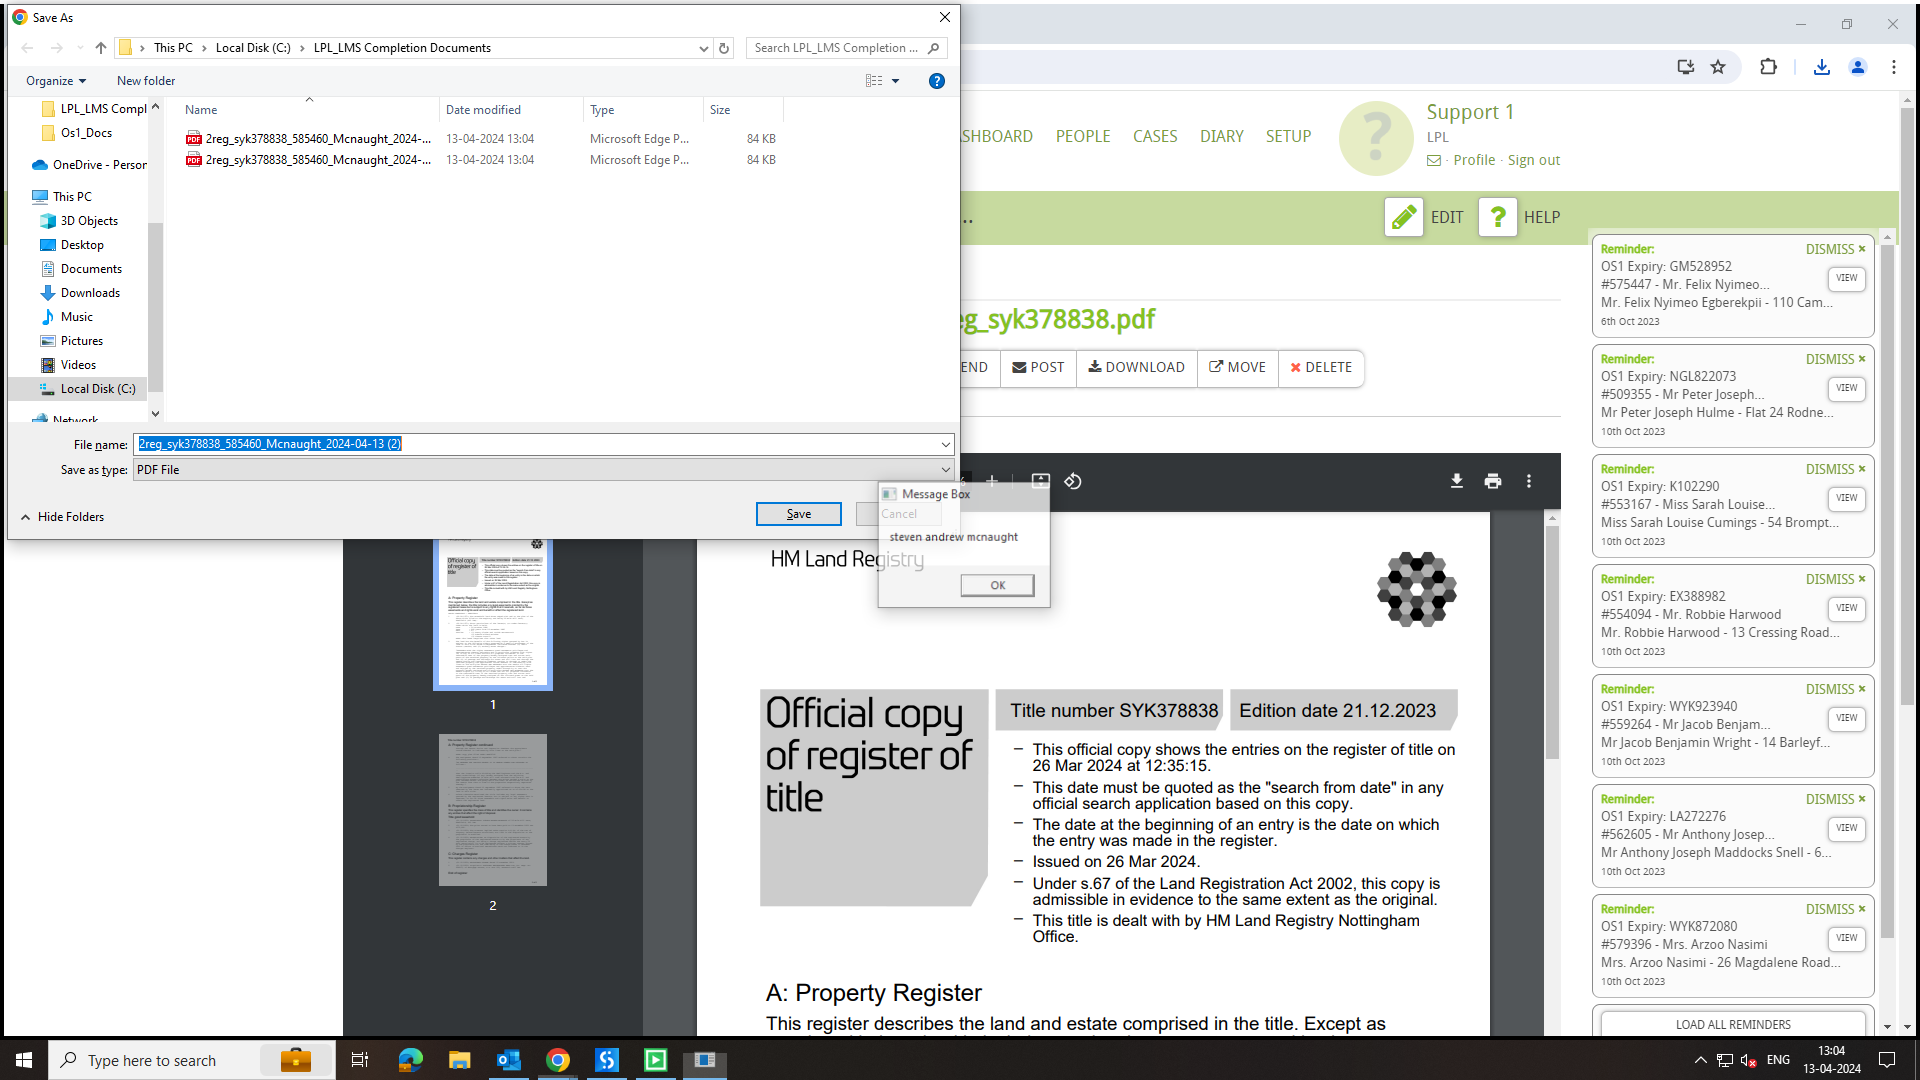 Save As
This PC
Local Disk (C:)
LPL_LMS Completion Documents
Search LPL_LMS Completion ...
Organize
New folder
LPL_LMS Compl
Os1_Docs
OneDrive - Person
This PC
3D Objects
Desktop
Documents
Downloads
Music
Pictures
Videos
Local Disk (C:)
Network
Name
Date modified
Type
Size
2reg_syk378838_585460_Mcnaught_2024-... 13-04-2024 13:04 Microsoft Edge P... 84 KB
2reg_syk378838_585460_Mcnaught_2024-... 13-04-2024 13:04 Microsoft Edge P... 84 KB
File name: 2reg_syk378838_585460_Mcnaught_2024-04-13 (2)
Save as type: PDF File
Hide Folders
Save
Cancel
Message Box
steven andrew mcnaught
OK
SHBOARD
PEOPLE
CASES
DIARY
SETUP
Support 1
LPL
· Profile · Sign out
...
EDIT
HELP
eg_syk378838.pdf
END
POST
DOWNLOAD
MOVE
DELETE
1
2
HM Land Registry
Official copy
of register of
title
Title number SYK378838
Edition date 21.12.2023
– This official copy shows the entries on the register of title on
26 Mar 2024 at 12:35:15.
– This date must be quoted as the "search from date" in any
official search application based on this copy.
– The date at the beginning of an entry is the date on which
the entry was made in the register.
– Issued on 26 Mar 2024.
– Under s.67 of the Land Registration Act 2002, this copy is
admissible in evidence to the same extent as the original.
– This title is dealt with by HM Land Registry Nottingham
Office.
A: Property Register
This register describes the land and estate comprised in the title. Except as
Reminder: DISMISS ×
OS1 Expiry: GM528952
#575447 - Mr. Felix Nyimeo...
VIEW
Mr. Felix Nyimeo Egberekpii - 110 Cam...
6th Oct 2023
Reminder: DISMISS ×
OS1 Expiry: NGL822073
#509355 - Mr Peter Joseph...
VIEW
Mr Peter Joseph Hulme - Flat 24 Rodne...
10th Oct 2023
Reminder: DISMISS ×
OS1 Expiry: K102290
#553167 - Miss Sarah Louise...
VIEW
Miss Sarah Louise Cumings - 54 Brompt...
10th Oct 2023
Reminder: DISMISS ×
OS1 Expiry: EX388982
#554094 - Mr. Robbie Harwood
VIEW
Mr. Robbie Harwood - 13 Cressing Road...
10th Oct 2023
Reminder: DISMISS ×
OS1 Expiry: WYK923940
#559264 - Mr Jacob Benjam...
VIEW
Mr Jacob Benjamin Wright - 14 Barleyf...
10th Oct 2023
Reminder: DISMISS ×
OS1 Expiry: LA272276
#562605 - Mr Anthony Josep...
VIEW
Mr Anthony Joseph Maddocks Snell - 6...
10th Oct 2023
Reminder: DISMISS ×
OS1 Expiry: WYK872080
#579396 - Mrs. Arzoo Nasimi
VIEW
Mrs. Arzoo Nasimi - 26 Magdalene Road...
10th Oct 2023
LOAD ALL REMINDERS
Type here to search
ENG
13:04
13-04-2024